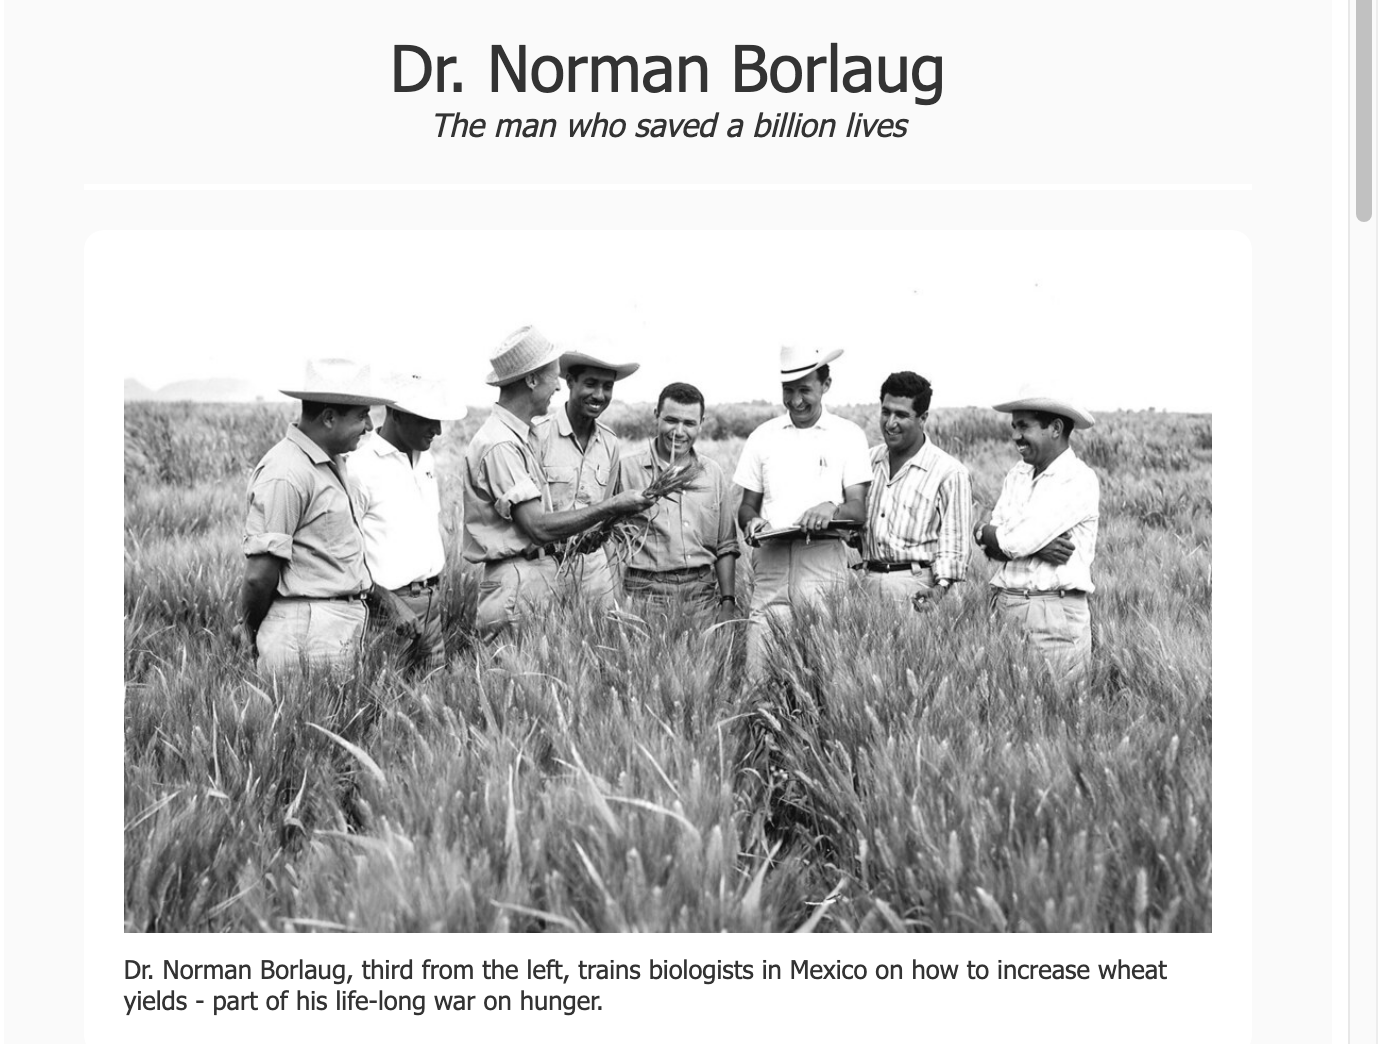 Dr. Norman Borlaug
The man who saved a billion lives
Dr. Norman Borlaug, third from the left, trains biologists in Mexico on how to increase wheat
yields - part of his life-long war on hunger.